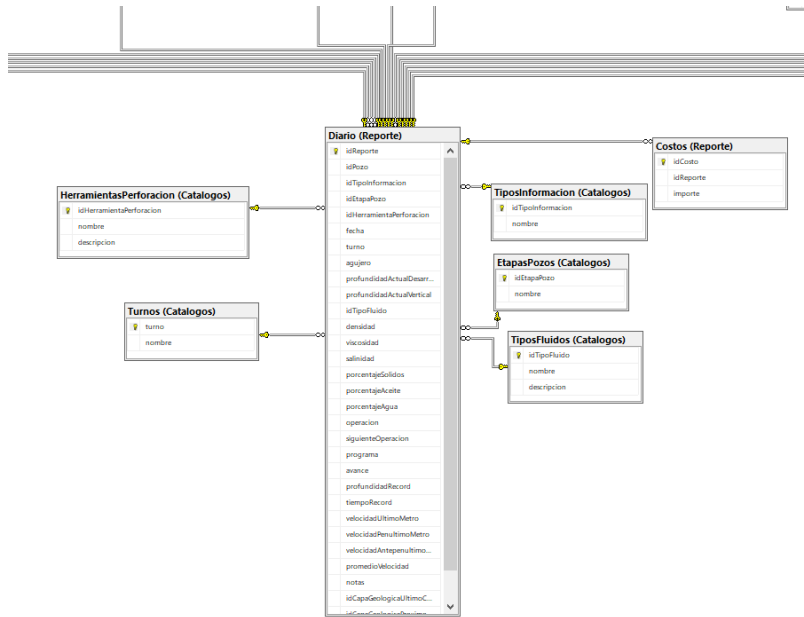 Diario (Reporte)
idReporte
idPozo
idTipoInformacion
idEtapaPozo
idHerramientaPerforacion
fecha
turno
agujero
profundidadActualDesarr...
profundidadActualVertical
idTipoFluido
densidad
viscosidad
salinidad
porcentajeSolidos
porcentajeAceite
porcentajeAgua
operacion
siguienteOperacion
programa
avance
profundidadRecord
tiempoRecord
velocidadUltimoMetro
velocidadPenultimoMetro
velocidadAntepenultimo...
promedioVelocidad
notas
idCapaGeologicaUltimoC...
HerramientasPerforacion (Catalogos)
idHerramientaPerforacion
nombre
descripcion
Turnos (Catalogos)
turno
nombre
Costos (Reporte)
idCosto
idReporte
importe
TiposInformacion (Catalogos)
idTipoInformacion
nombre
EtapasPozos (Catalogos)
idEtapaPozo
nombre
TiposFluidos (Catalogos)
idTipoFluido
nombre
descripcion